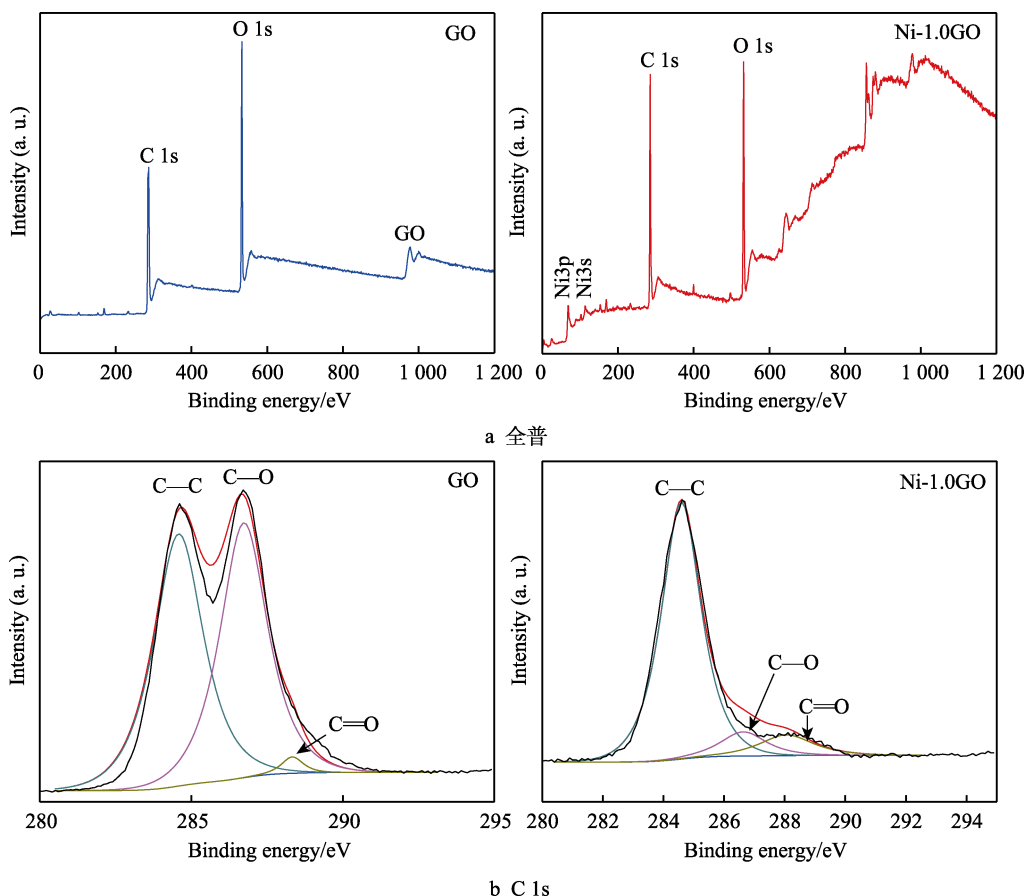 GO
O 1s
C 1s
GO
Intensity (a. u.)
0 200 400 600 800 1 000 1 200
Binding energy/eV
Ni-1.0GO
C 1s
O 1s
Ni3p
Ni3s
Intensity (a. u.)
0 200 400 600 800 1 000 1 200
Binding energy/eV
a 全普
GO
C—C
C—O
C=O
Intensity (a. u.)
280 285 290 295
Binding energy/eV
Ni-1.0GO
C—C
C—O
C=O
Intensity (a. u.)
280 282 284 286 288 290 292 294
Binding energy/eV
b C 1s